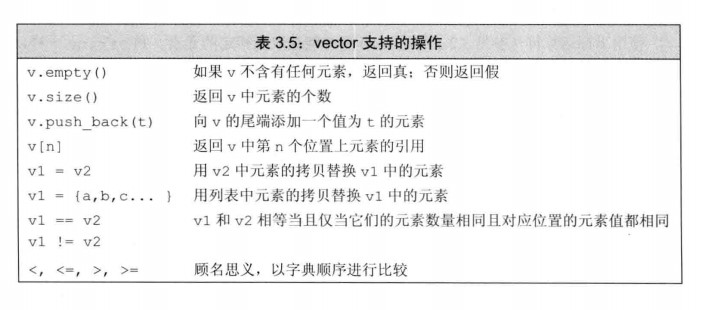 表 3.5：vector 支持的操作
v.empty() 如果 v 不含有任何元素，返回真；否则返回假
v.size() 返回 v 中元素的个数
v.push_back(t) 向 v 的尾端添加一个值为 t 的元素
v[n] 返回 v 中第 n 个位置上元素的引用
v1 = v2 用 v2 中元素的拷贝替换 v1 中的元素
v1 = {a,b,c... } 用列表中元素的拷贝替换 v1 中的元素
v1 == v2 v1 和 v2 相等当且仅当它们的元素数量相同且对应位置的元素值都相同
v1 != v2
<, <=, >, >= 顾名思义，以字典顺序进行比较